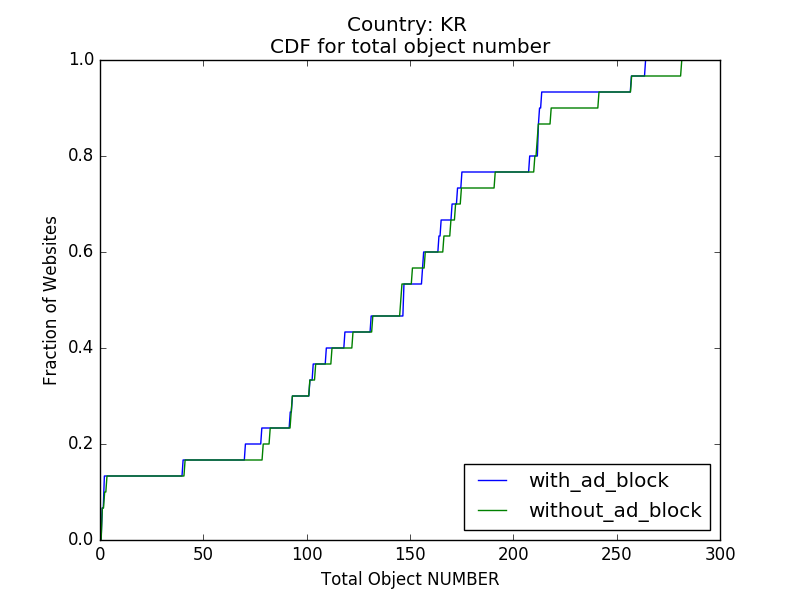 Country: KR
CDF for total object number
1.0
0.8
0.6
0.4
0.2
0.0
Fraction of Websites
0
50
100
150
200
250
300
Total Object NUMBER
with_ad_block
without_ad_block